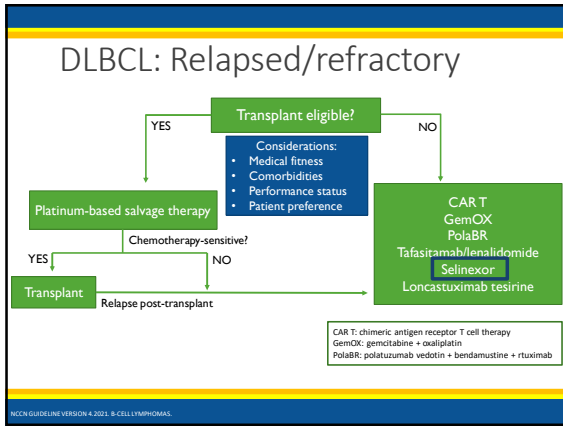 DLBCL: Relapsed/refractory
Transplant eligible?
YES
NO
Considerations:
• Medical fitness
• Comorbidities
• Performance status
• Patient preference
Platinum-based salvage therapy
CAR T
GemOX
PolaBR
Tafasitamab/lenalidomide
Selinexor
Loncastuximab tesirine
Chemotherapy-sensitive?
YES
NO
Transplant
Relapse post-transplant
CAR T: chimeric antigen receptor T cell therapy
GemOX: gemcitabine + oxaliplatin
PolaBR: polatuzumab vedotin + bendamustine + rtuximab
NCCN GUIDELINE VERSION 4.2021. B-CELL LYMPHOMAS.